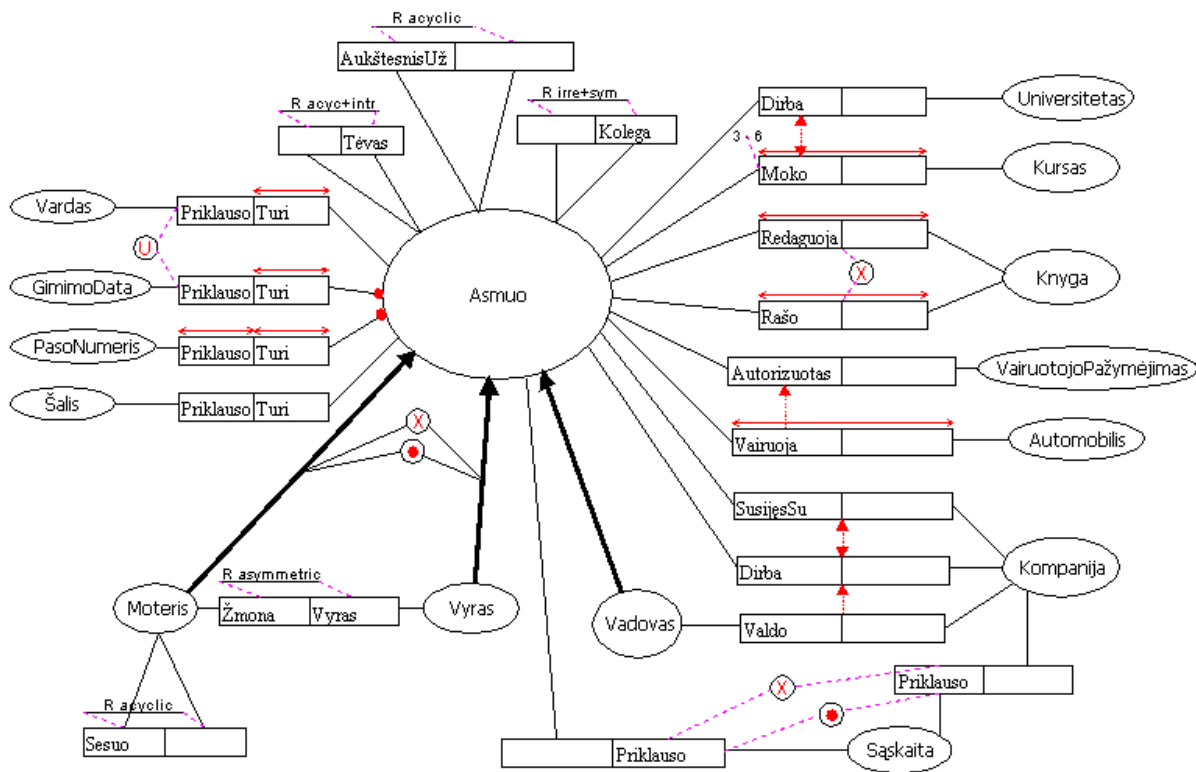 R acyclic
AukštesnisUž
R acyc+intr
R irre+sym
Tėvas
Kolega
Dirba
Universitetas
3 - 6
Moko
Kursas
Vardas
Priklauso Turi
U
Redaguoja
X
Knyga
GimimoData
Priklauso Turi
Asmuo
Rašo
PasoNumeris
Priklauso Turi
Autorizuotas
VairuotojoPažymėjimas
Šalis
Priklauso Turi
X
Vairuoja
Automobilis
SusijęsSu
R asymmetric
Dirba
Kompanija
Moteris
Žmona Vyras
Vyras
Vadovas
Valdo
X
Priklauso
R acyclic
Sesuo
Priklauso
Sąskaita